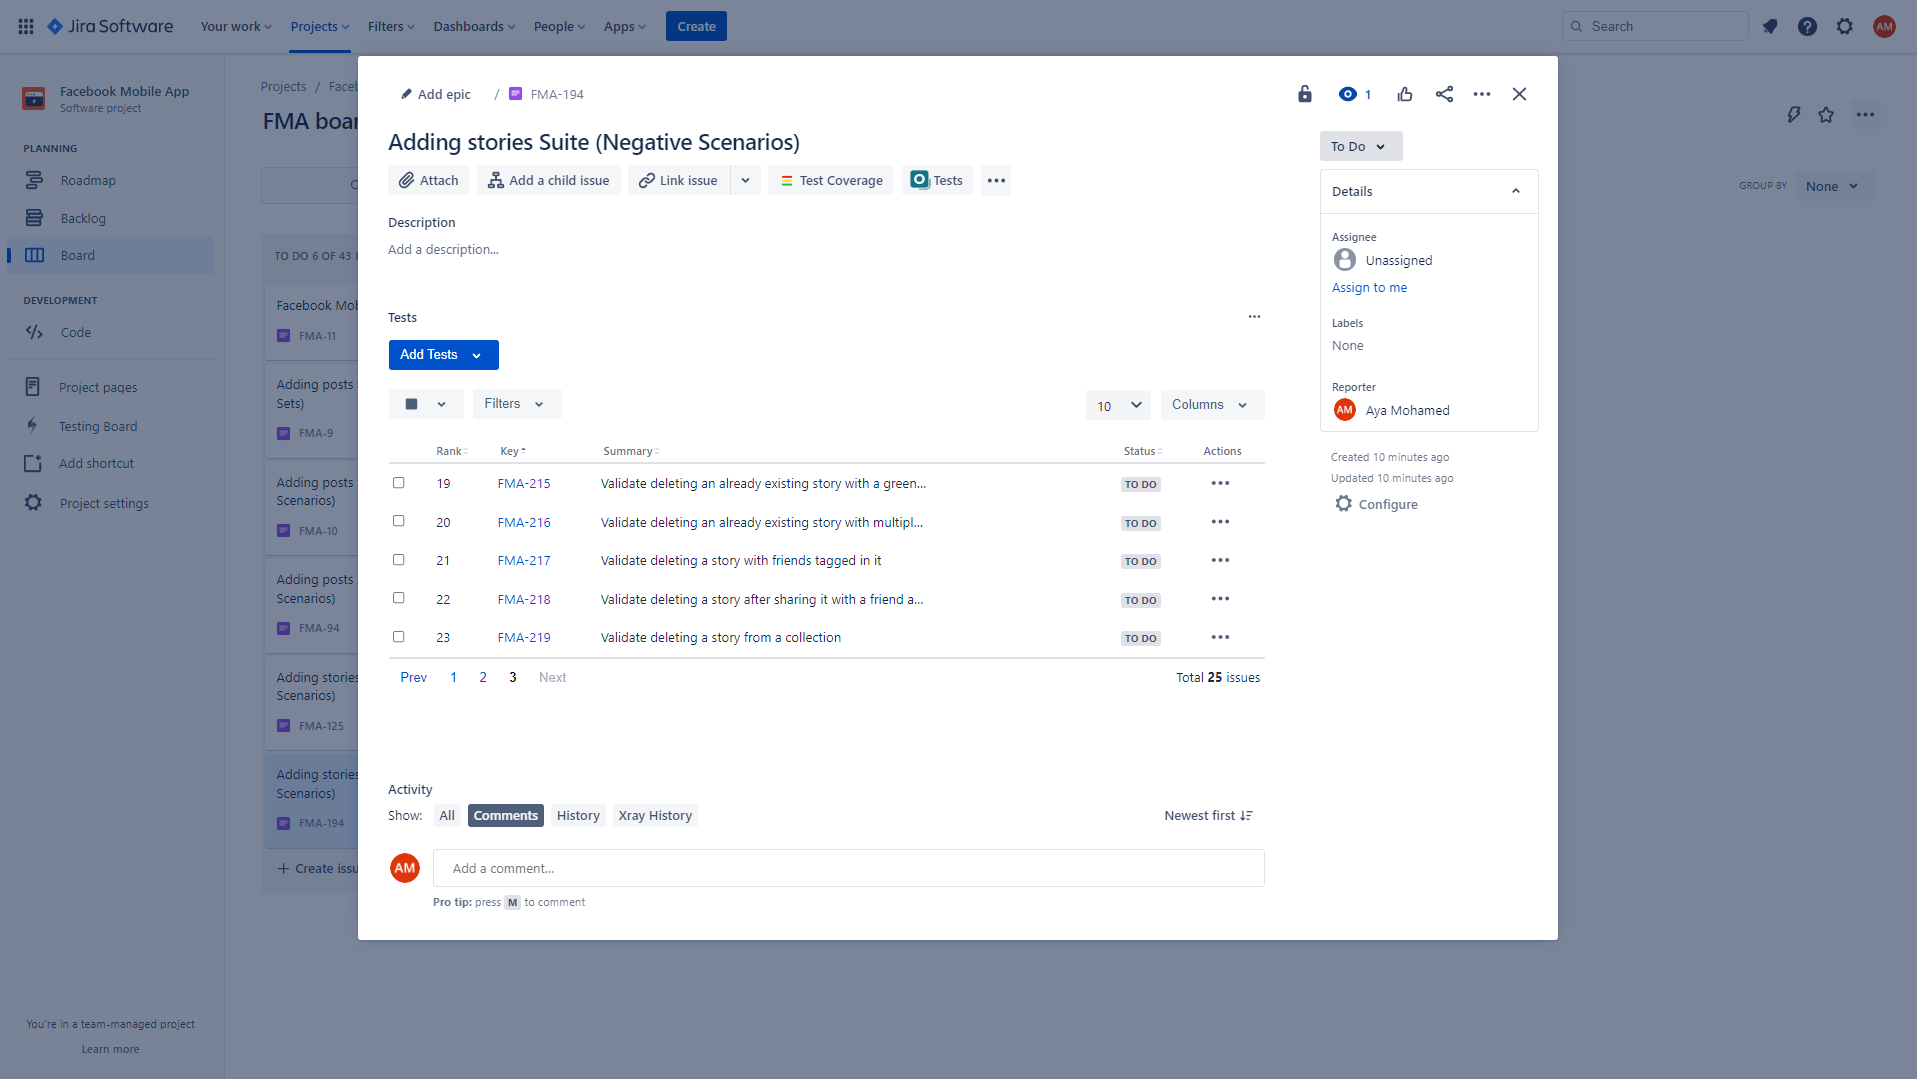 Jira Software
Your work
Projects
Filters
Dashboards
People
Apps
Create
Search
AM
Facebook Mobile App
Software project
PLANNING
Roadmap
Backlog
Board
DEVELOPMENT
Code
Project pages
Testing Board
Add shortcut
Project settings
You're in a team-managed project
Learn more
Projects /
FMA
GROUP BY None
TO DO 6 OF 43
Facebook
FMA-11
Adding posts
Sets)
FMA-9
Adding posts
Scenarios)
FMA-10
Adding posts
Scenarios)
FMA-94
Adding stories
Scenarios)
FMA-125
Adding stories
Scenarios)
FMA-194
+ Create
Add epic / FMA-194
1
Adding stories Suite (Negative Scenarios)
Attach
Add a child issue
Link issue
Test Coverage
Tests
Description
Add a description...
Tests
Add Tests
Filters
10
Columns
Rank Key Summary Status Actions
19 FMA-215 Validate deleting an already existing story with a green... TO DO
20 FMA-216 Validate deleting an already existing story with multipl... TO DO
21 FMA-217 Validate deleting a story with friends tagged in it TO DO
22 FMA-218 Validate deleting a story after sharing it with a friend a... TO DO
23 FMA-219 Validate deleting a story from a collection TO DO
Prev 1 2 3 Next
Total 25 issues
Activity
Show: All Comments History Xray History
Newest first
AM
Add a comment...
Pro tip: press M to comment
To Do
Details
Assignee
Unassigned
Assign to me
Labels
None
Reporter
AM Aya Mohamed
Created 10 minutes ago
Updated 10 minutes ago
Configure